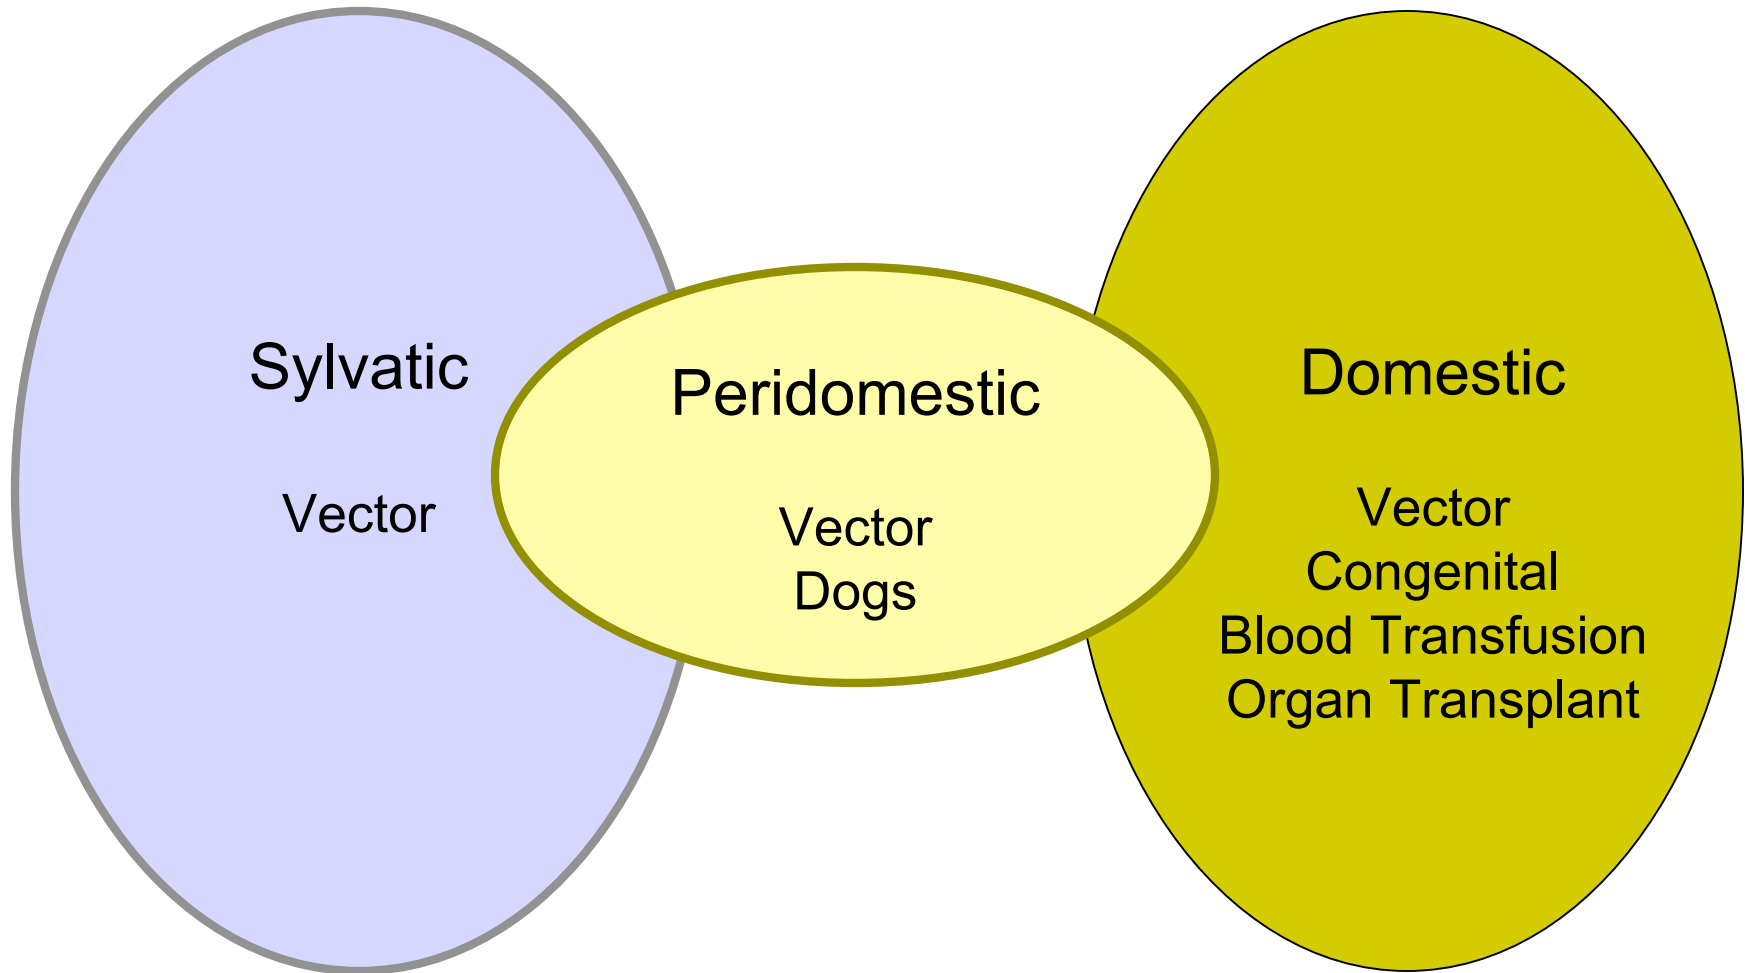 Sylvatic
Vector
Peridomestic
Vector
Dogs
Domestic
Vector
Congenital
Blood Transfusion
Organ Transplant